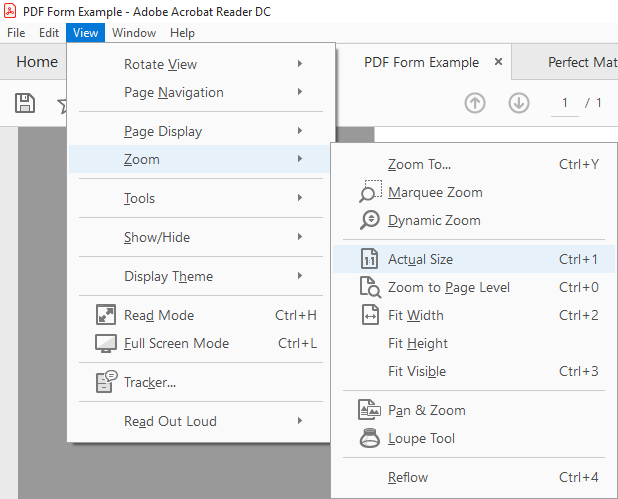 PDF Form Example - Adobe Acrobat Reader DC
File Edit View Window Help
Home PDF Form Example × Perfect Mat
1 / 1
Rotate View
Page Navigation
Page Display
Zoom
Tools
Show/Hide
Display Theme
Read Mode Ctrl+H
Full Screen Mode Ctrl+L
Tracker...
Read Out Loud
Zoom To... Ctrl+Y
Marquee Zoom
Dynamic Zoom
1:1 Actual Size Ctrl+1
Zoom to Page Level Ctrl+0
Fit Width Ctrl+2
Fit Height
Fit Visible Ctrl+3
Pan & Zoom
Loupe Tool
Reflow Ctrl+4